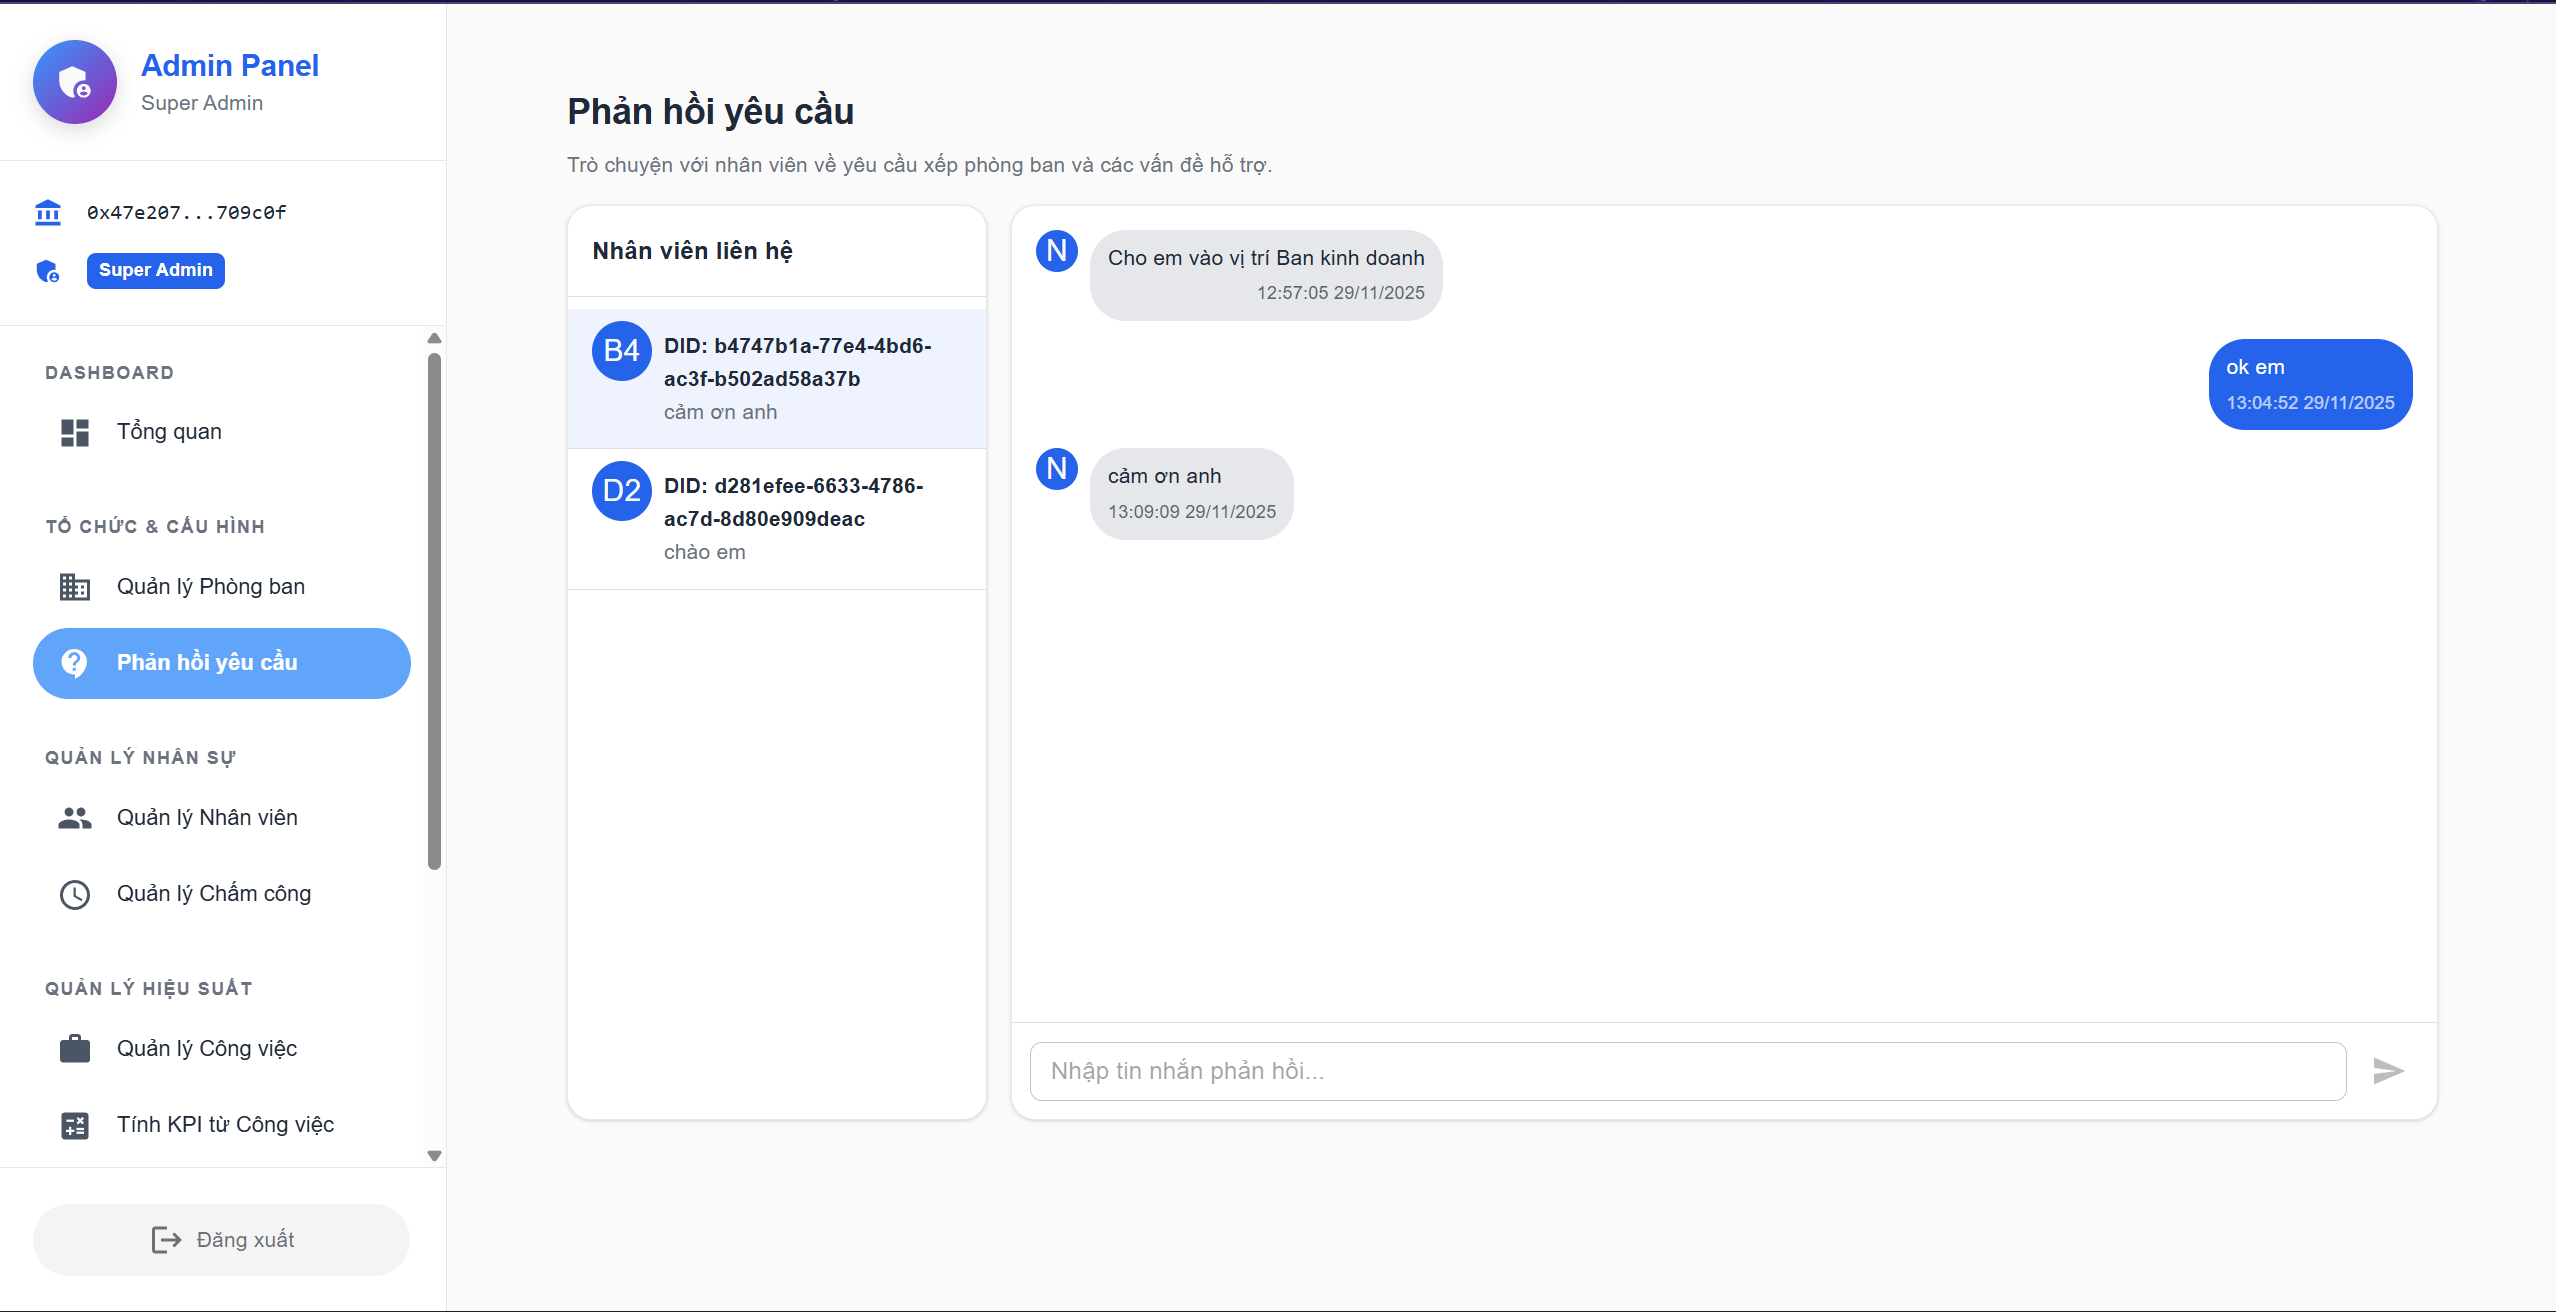 Admin Panel
Super Admin
0x47e207...709c0f
Super Admin
DASHBOARD
Tổng quan
TỔ CHỨC & CẤU HÌNH
Quản lý Phòng ban
Phản hồi yêu cầu
QUẢN LÝ NHÂN SỰ
Quản lý Nhân viên
Quản lý Chấm công
QUẢN LÝ HIỆU SUẤT
Quản lý Công việc
Tính KPI từ Công việc
Đăng xuất
Phản hồi yêu cầu
Trò chuyện với nhân viên về yêu cầu xếp phòng ban và các vấn đề hỗ trợ.
Nhân viên liên hệ
B4
DID: b4747b1a-77e4-4bd6-
ac3f-b502ad58a37b
cảm ơn anh
D2
DID: d281efee-6633-4786-
ac7d-8d80e909deac
chào em
N
Cho em vào vị trí Ban kinh doanh
12:57:05 29/11/2025
ok em
13:04:52 29/11/2025
N
cảm ơn anh
13:09:09 29/11/2025
Nhập tin nhắn phản hồi...